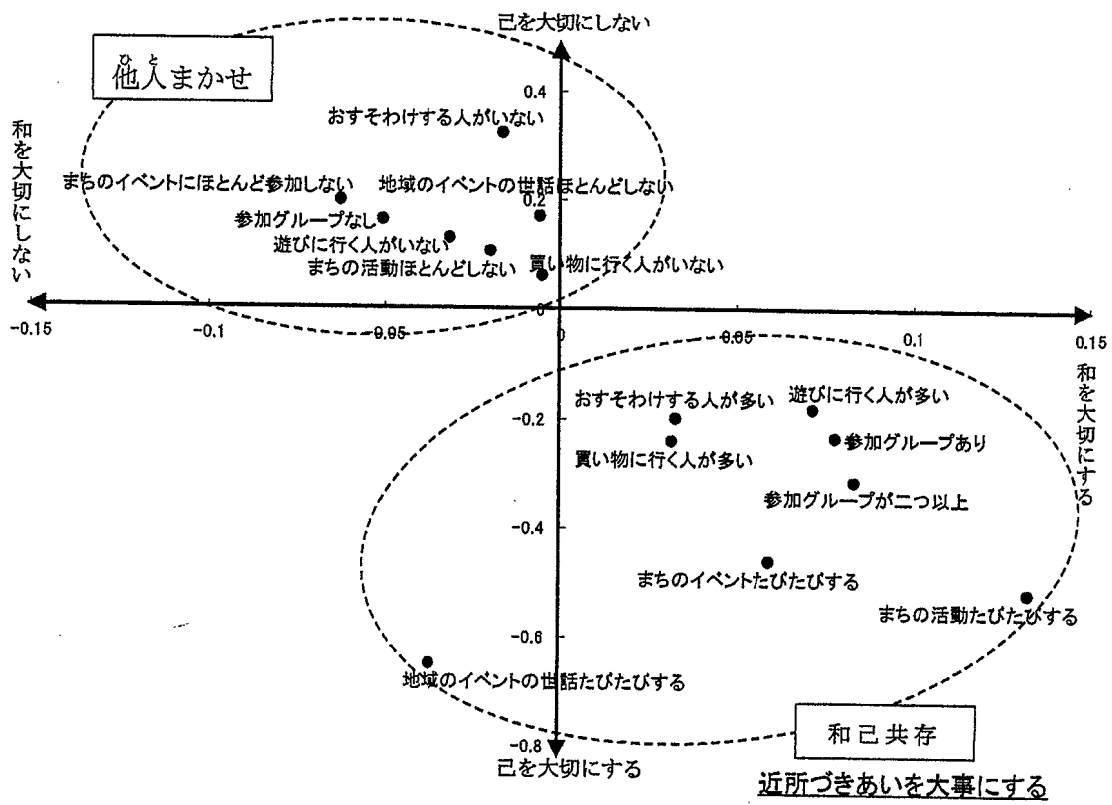 己を大切にしない
ひと
他人まかせ
0.4
おすそわけする人がいない
和を大切にしない
まちのイベントにほとんど参加しない
地域のイベントの世話ほとんどしない
0.2
参加グループなし
遊びに行く人がいない
まちの活動ほとんどしない
買い物に行く人がいない
0
-0.15
-0.1
-0.05
0
0.05
0.1
0.15
和を大切にする
おすそわけする人が多い
遊びに行く人が多い
-0.2
参加グループあり
買い物に行く人が多い
参加グループが二つ以上
-0.4
まちのイベントたびたびする
まちの活動たびたびする
-0.6
地域のイベントの世話たびたびする
和己共存
-0.8
己を大切にする
近所づきあいを大事にする